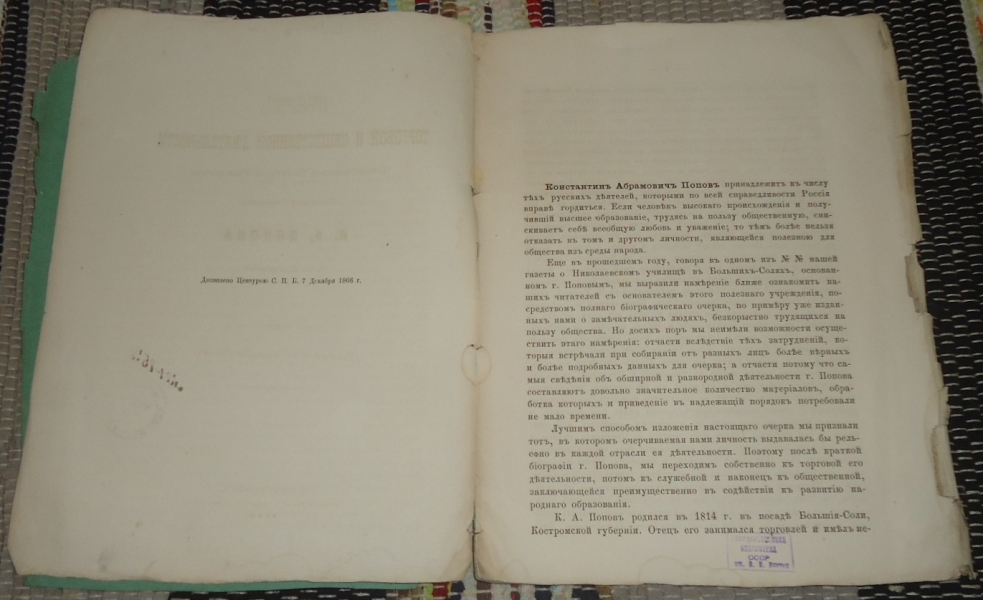 Дозволено Цензурою С. П. Б. 7 Декабря 1866 г.
Константинъ Абрамовичъ Поповъ принадлежитъ къ числу
тѣхъ русскихъ дѣятелей, которыми по всей справедливости Россія
вправѣ гордиться. Если человѣкъ высокаго происхожденія и полу-
чившій высшее образованіе, трудясь на пользу общественную, сни-
скиваетъ себѣ всеобщую любовь и уваженіе; то тѣмъ болѣе нельзя
отказать въ томъ и другомъ личности, являющейся полезною для
общества изъ среды народа.
Еще въ прошедшемъ году, говоря въ одномъ изъ №№ нашей
газеты о Николаевскомъ училищѣ въ Большихъ-Соляхъ, основан-
номъ г. Поповымъ, мы выразили намѣреніе ближе ознакомить на-
шихъ читателей съ основателемъ этого полезнаго учрежденія, по-
средствомъ полнаго біографическаго очерка, по примѣру уже издан-
ныхъ нами о замѣчательныхъ людяхъ, безкорыстно трудящихся на
пользу общества. Но досихъ поръ мы неимѣли возможности осуще-
ствить этаго намѣренія: отчасти вслѣдствіе тѣхъ затрудненій, ко-
торыя встрѣчали при собираніи отъ разныхъ лицъ болѣе вѣрныхъ
и болѣе подробныхъ данныхъ для очерка; а отчасти потому что са-
мыя свѣдѣнія объ обширной и разнородной дѣятельности г. Попова
составляютъ довольно значительное количество матеріаловъ, обра-
ботка которыхъ и приведеніе въ надлежащій порядокъ потребовали
не мало времени.
Лучшимъ способомъ изложенія настоящаго очерка мы признали
тотъ, въ которомъ очерчиваемая нами личность выдавалась бы рель-
ефно въ каждой отрасли ея дѣятельности. Поэтому послѣ краткой
біографіи г. Попова, мы переходимъ собственно къ торговой его
дѣятельности, потомъ къ служебной и наконецъ къ общественной,
заключающейся преимущественно въ содѣйствіи къ развитію на-
роднаго образованія.
К. А. Поповъ родился въ 1814 г. въ посадѣ Большія-Соли,
Костромской губерніи. Отецъ его занимался торговлей и имѣлъ не-
БИБЛИОТЕКА
СССР
им. В. И. Ленина